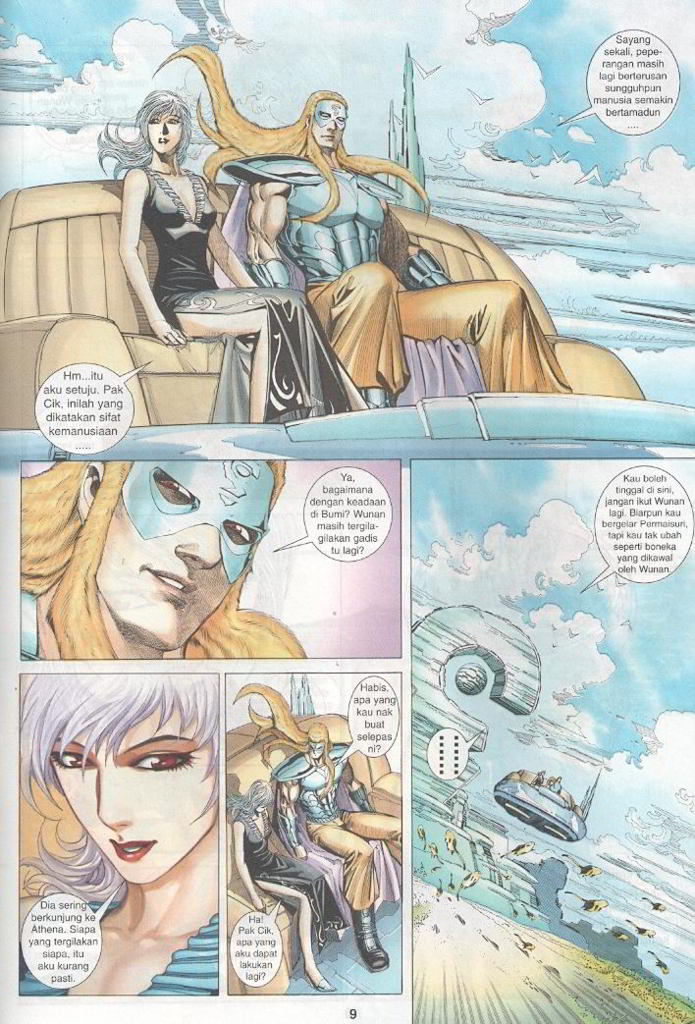 Sayang
sekali, pepe-
rangan masih
lagi berterusan
sungguhpun
manusia semakin
bertamadun
....
Hm...itu
aku setuju. Pak
Cik, inilah yang
dikatakan sifat
kemanusiaan
.....
Ya,
bagaimana
dengan keadaan
di Bumi? Wunan
masih tergila-
gilakan gadis
tu lagi?
Dia sering
berkunjung ke
Athena. Siapa
yang tergilakan
siapa, itu
aku kurang
pasti.
Habis,
apa yang
kau nak
buat
selepas
ni?
Ha!
Pak Cik,
apa yang
aku dapat
lakukan
lagi?
Kau boleh
tinggal di sini,
jangan ikut Wunan
lagi. Biarpun kau
bergelar Permaisuri,
tapi kau tak ubah
seperti boneka
yang dikawal
oleh Wunan.
9